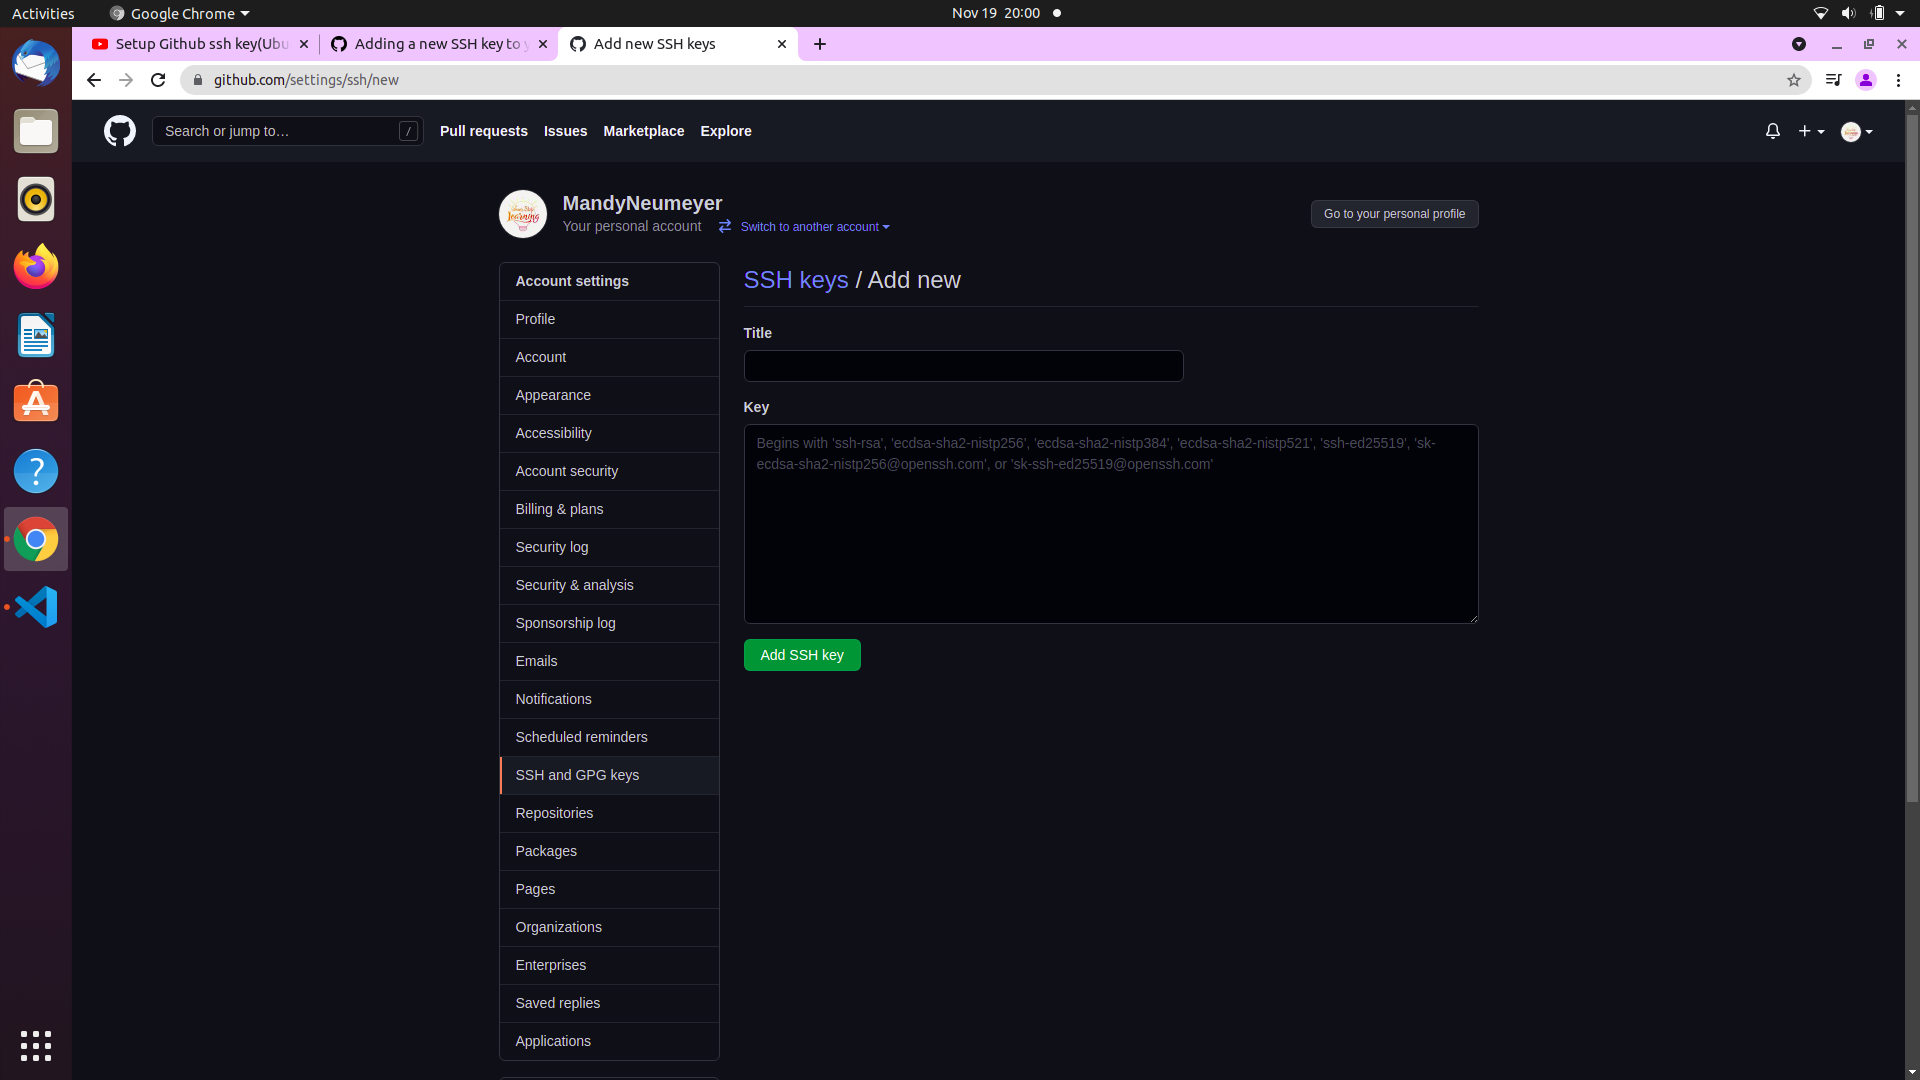 Activities
Google Chrome
Nov 19 20:00
Setup Github ssh key(Ubu
Adding a new SSH key to y
Add new SSH keys
github.com/settings/ssh/new
Search or jump to…
/
Pull requests
Issues
Marketplace
Explore
MandyNeumeyer
Your personal account
Switch to another account
Go to your personal profile
Account settings
Profile
Account
Appearance
Accessibility
Account security
Billing & plans
Security log
Security & analysis
Sponsorship log
Emails
Notifications
Scheduled reminders
SSH and GPG keys
Repositories
Packages
Pages
Organizations
Enterprises
Saved replies
Applications
SSH keys / Add new
Title
Key
Begins with 'ssh-rsa', 'ecdsa-sha2-nistp256', 'ecdsa-sha2-nistp384', 'ecdsa-sha2-nistp521', 'ssh-ed25519', 'sk-
ecdsa-sha2-nistp256@openssh.com', or 'sk-ssh-ed25519@openssh.com'
Add SSH key